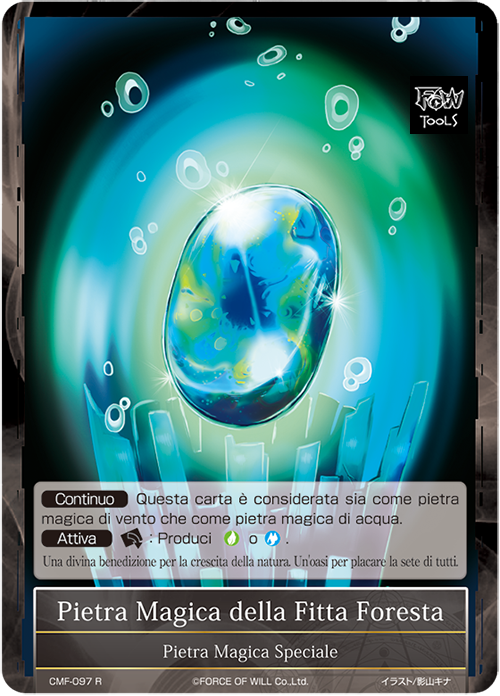 FOW
TOOLS
Continuo Questa carta è considerata sia come pietra
magica di vento che come pietra magica di acqua.
Attiva : Produci o .
Una divina benedizione per la crescita della natura. Un'oasi per placare la sete di tutti.
Pietra Magica della Fitta Foresta
Pietra Magica Speciale
CMF-097 R ©FORCE OF WILL Co.,Ltd. イラスト/影山キナ